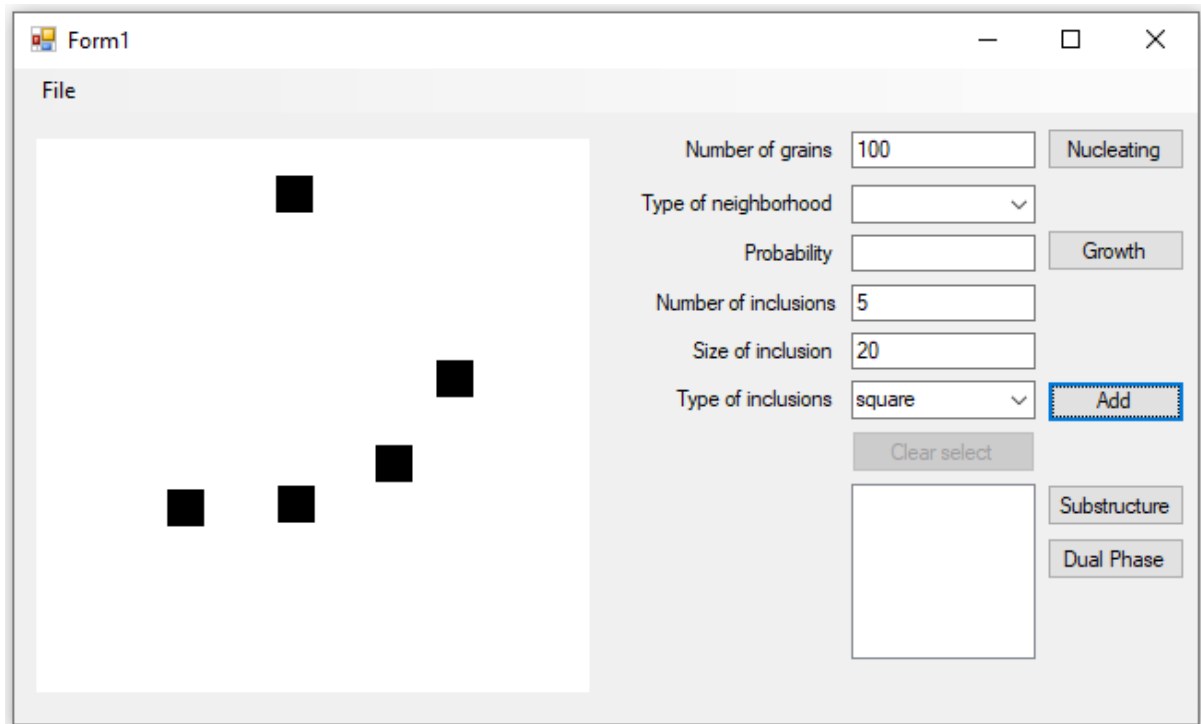 Form1
File
Number of grains 100 Nucleating
Type of neighborhood
Probability Growth
Number of inclusions 5
Size of inclusion 20
Type of inclusions square Add
Clear select
Substructure
Dual Phase